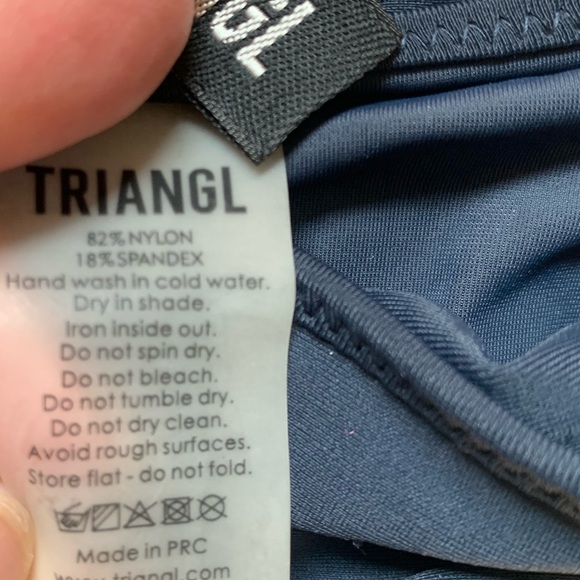 GL
TRIANGL
82% NYLON
18% SPANDEX
Hand wash in cold water.
Dry in shade.
Iron inside out.
Do not spin dry.
Do not bleach.
Do not tumble dry.
Do not dry clean.
Avoid rough surfaces.
Store flat - do not fold.
Made in PRC
www.triangl.com